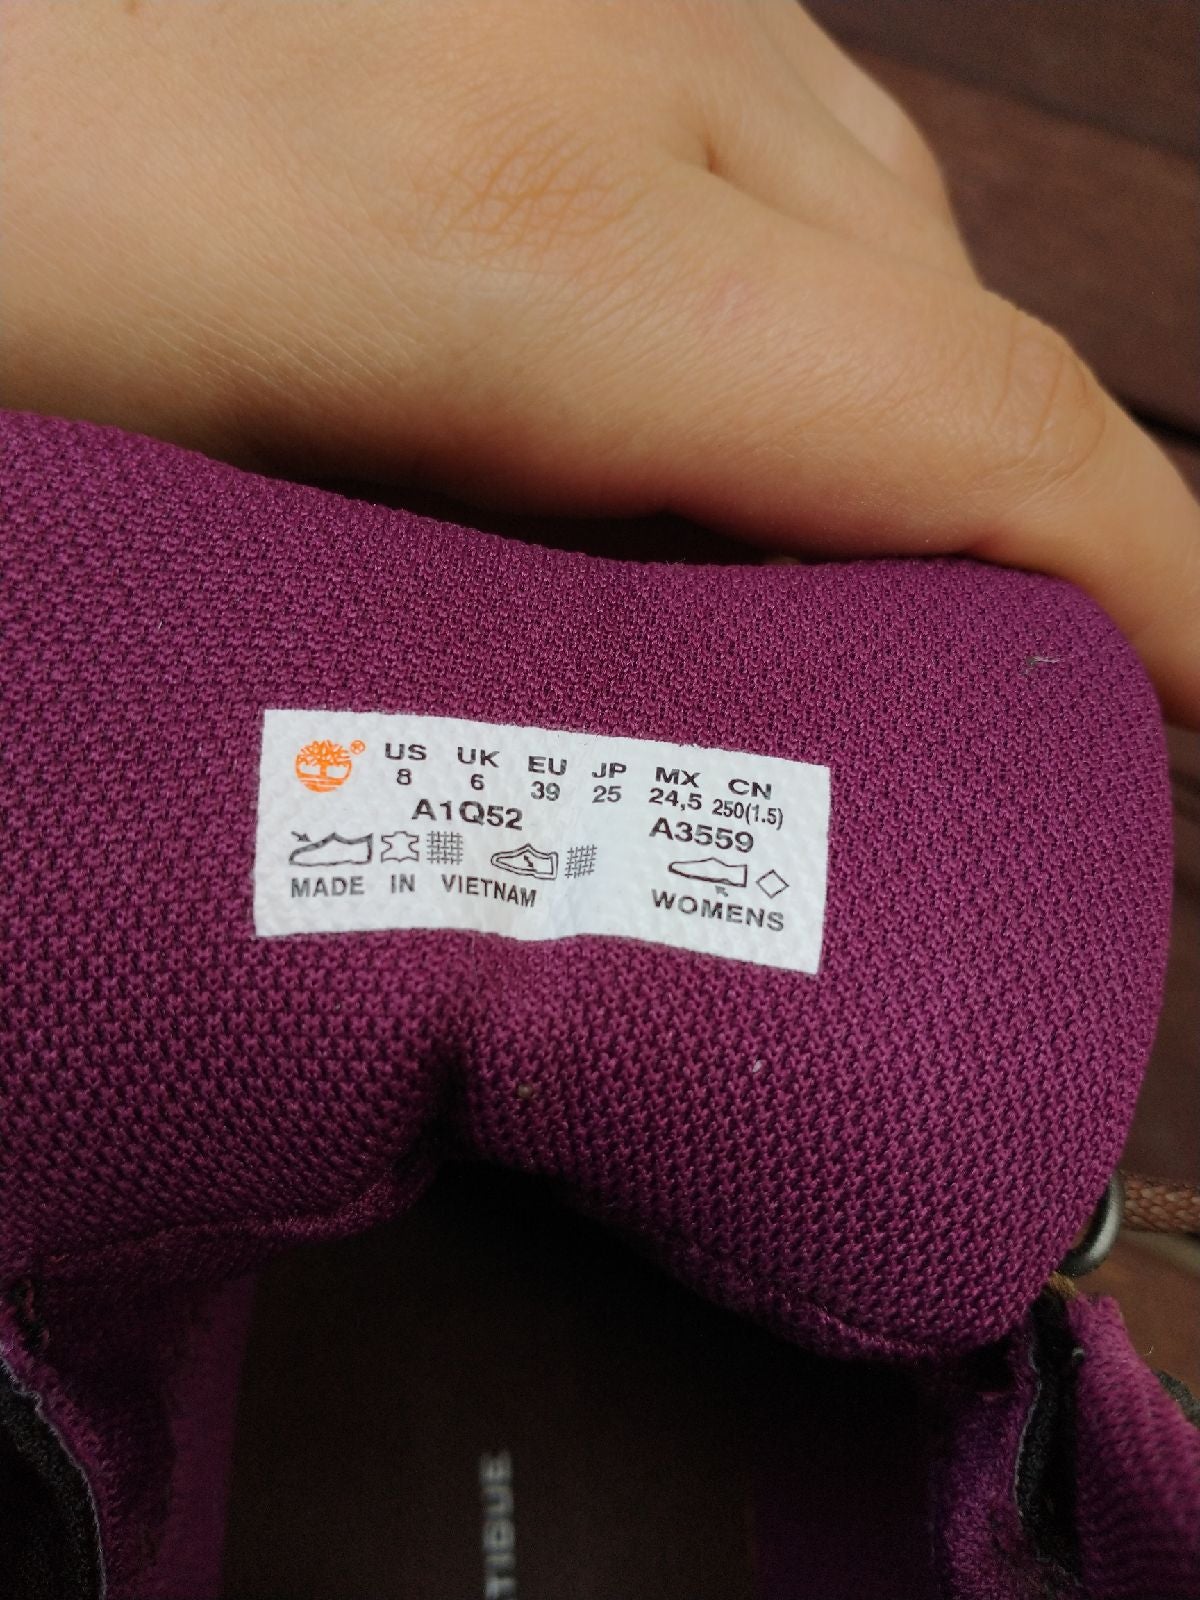 ® US UK EU JP MX CN
8 6 39 25 24,5 250(1.5)
A1Q52 A3559
MADE IN VIETNAM WOMENS
TIGUE